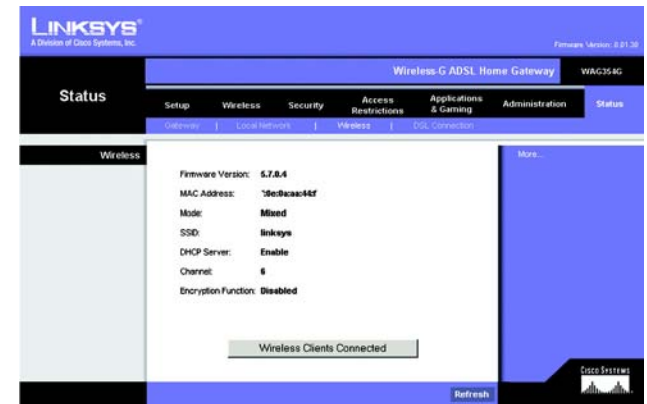 LINKSYS®
A Division of Cisco Systems, Inc.
Firmware Version: 0.01.30
Wireless-G ADSL Home Gateway WAG354G
Status
Setup Wireless Security Access Restrictions Applications & Gaming Administration Status
Gateway | Local Network | Wireless | DSL Connection
Wireless
More...
Firmware Version: 5.7.0.4
MAC Address:
Mode: Mixed
SSID: linksys
DHCP Server: Enable
Channel: 6
Encryption Function: Disabled
Wireless Clients Connected
CISCO SYSTEMS
Refresh